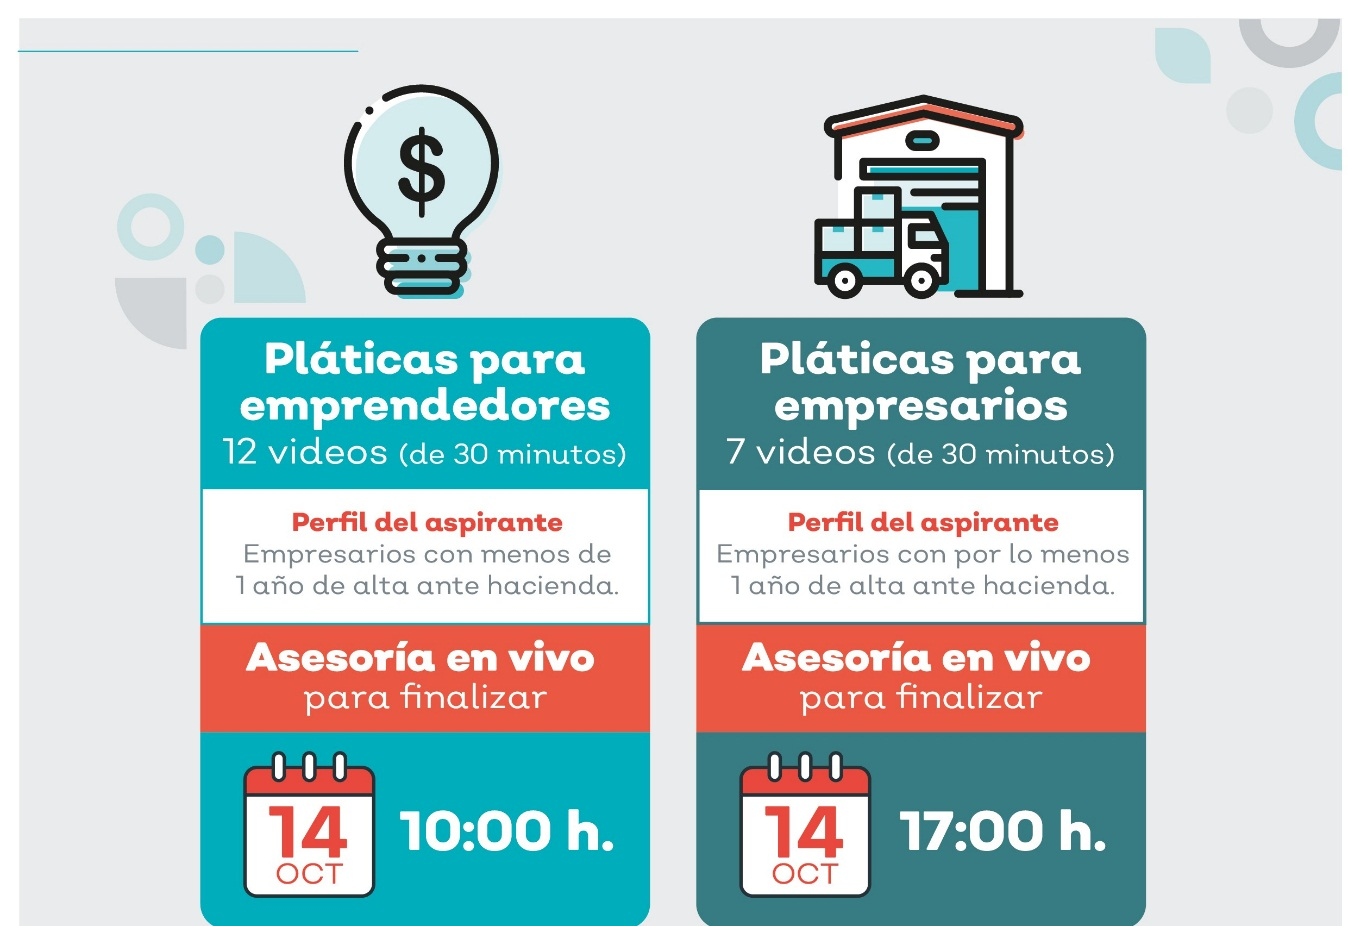 $
Pláticas para
emprendedores
12 videos (de 30 minutos)
Perfil del aspirante
Empresarios con menos de
1 año de alta ante hacienda.
Asesoría en vivo
para finalizar
14
OCT
10:00 h.
Pláticas para
empresarios
7 videos (de 30 minutos)
Perfil del aspirante
Empresarios con por lo menos
1 año de alta ante hacienda.
Asesoría en vivo
para finalizar
14
OCT
17:00 h.